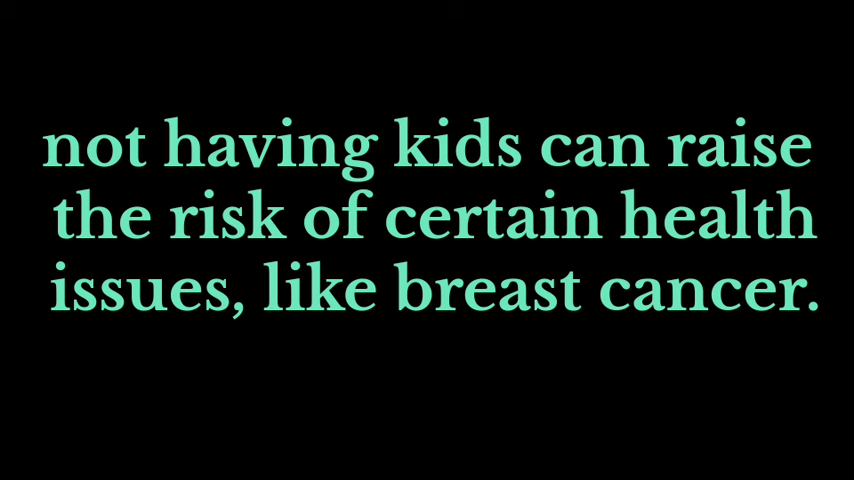 not having kids can raise
the risk of certain health
issues, like breast cancer.